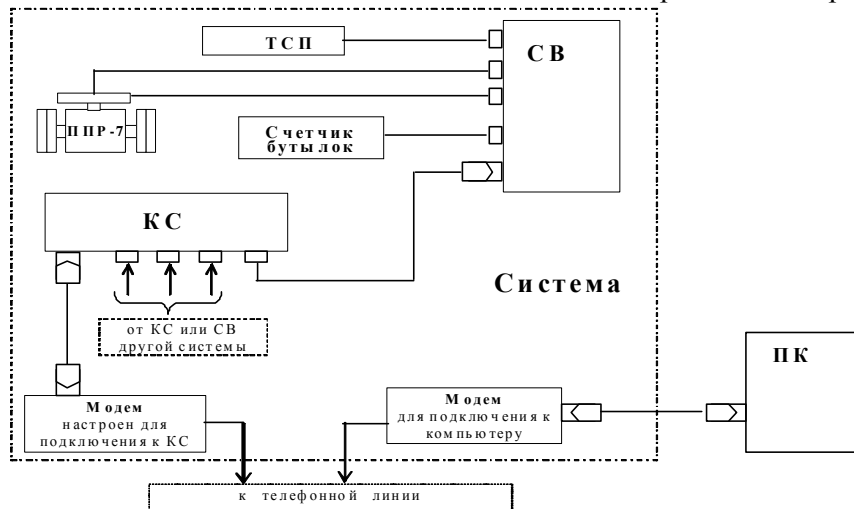 ТСП
СВ
ППР-7
Счетчик
бутылок
КС
Система
от КС или СВ
другой системы
ПК
Модем
настроен для
подключения к КС
Модем
для подключения к
компьютеру
к телефонной линии